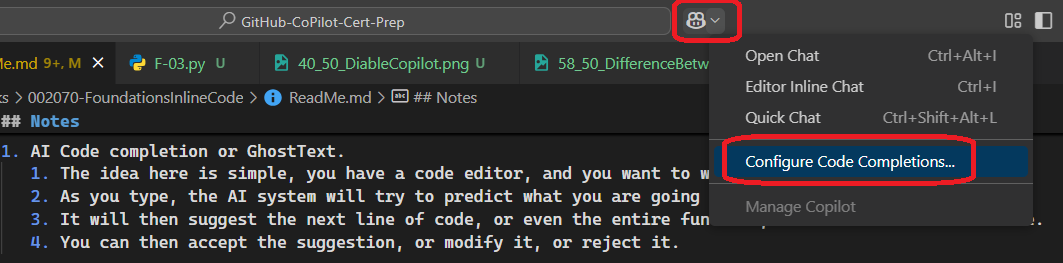 GitHub-CoPilot-Cert-Prep
Me.md 9+, M
F-03.py U
40_50_DiableCopilot.png U
58_50_DifferenceBetw
ks > 002070-FoundationsInlineCode > ReadMe.md > ## Notes
## Notes
1. AI Code completion or GhostText.
1. The idea here is simple, you have a code editor, and you want to w
2. As you type, the AI system will try to predict what you are going
3. It will then suggest the next line of code, or even the entire fun e.
4. You can then accept the suggestion, or modify it, or reject it.
Open Chat Ctrl+Alt+I
Editor Inline Chat Ctrl+I
Quick Chat Ctrl+Shift+Alt+L
Configure Code Completions...
Manage Copilot